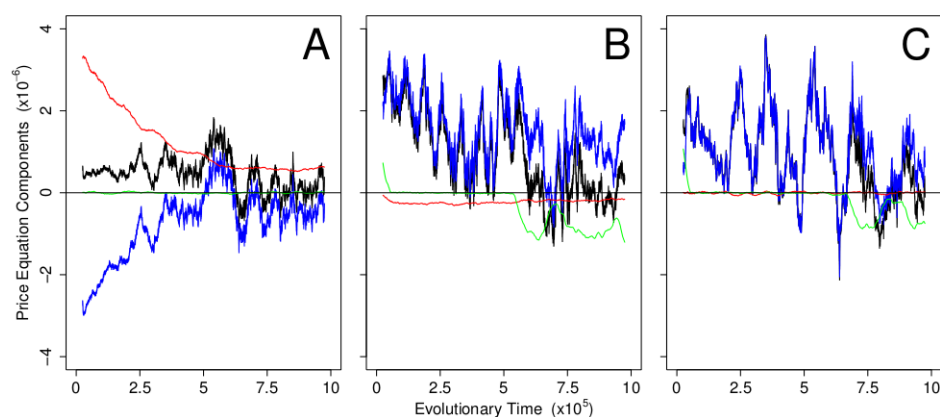 A B C
Price Equation Components (x10⁻⁶)
4
2
0
−2
−4
0 2.5 5 7.5 10 0 2.5 5 7.5 10 0 2.5 5 7.5 10
Evolutionary Time (x10⁵)